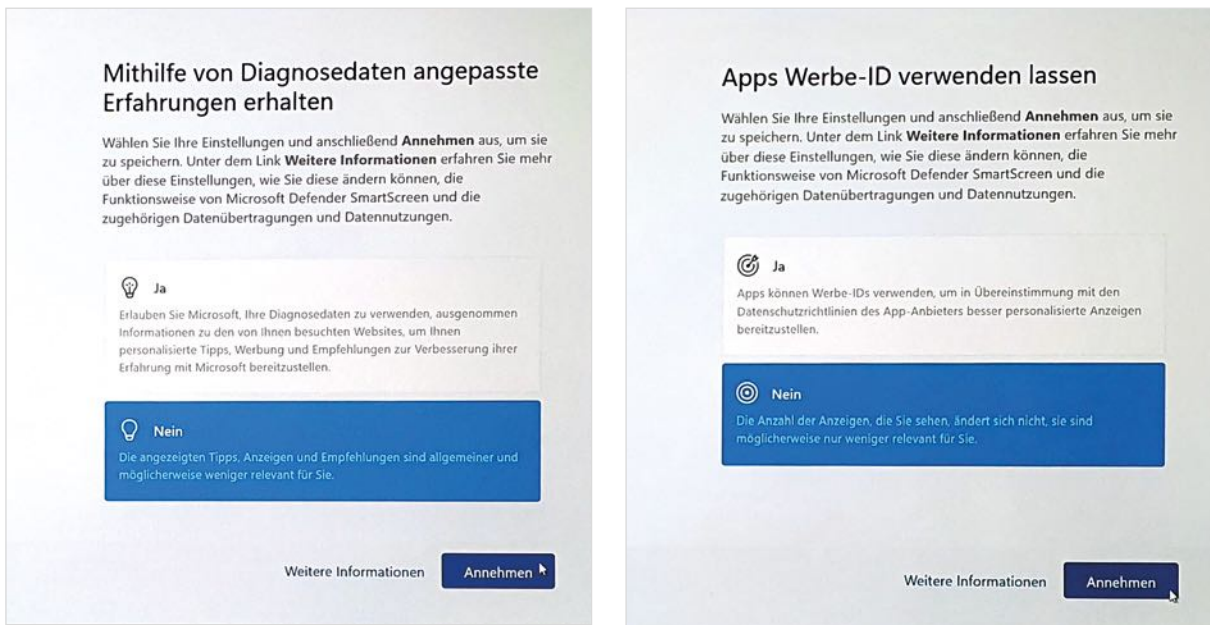 Mithilfe von Diagnosedaten angepasste
Erfahrungen erhalten
Wählen Sie Ihre Einstellungen und anschließend Annehmen aus, um sie
zu speichern. Unter dem Link Weitere Informationen erfahren Sie mehr
über diese Einstellungen, wie Sie diese ändern können, die
Funktionsweise von Microsoft Defender SmartScreen und die
zugehörigen Datenübertragungen und Datennutzungen.
Ja
Erlauben Sie Microsoft, Ihre Diagnosedaten zu verwenden, ausgenommen
Informationen zu den von Ihnen besuchten Websites, um Ihnen
personalisierte Tipps, Werbung und Empfehlungen zur Verbesserung ihrer
Erfahrung mit Microsoft bereitzustellen.
Nein
Die angezeigten Tipps, Anzeigen und Empfehlungen sind allgemeiner und
möglicherweise weniger relevant für Sie.
Weitere Informationen
Annehmen
Apps Werbe-ID verwenden lassen
Wählen Sie Ihre Einstellungen und anschließend Annehmen aus, um sie
zu speichern. Unter dem Link Weitere Informationen erfahren Sie mehr
über diese Einstellungen, wie Sie diese ändern können, die
Funktionsweise von Microsoft Defender SmartScreen und die
zugehörigen Datenübertragungen und Datennutzungen.
Ja
Apps können Werbe-IDs verwenden, um in Übereinstimmung mit den
Datenschutzrichtlinien des App-Anbieters besser personalisierte Anzeigen
bereitzustellen.
Nein
Die Anzahl der Anzeigen, die Sie sehen, ändert sich nicht, sie sind
möglicherweise nur weniger relevant für Sie.
Weitere Informationen
Annehmen